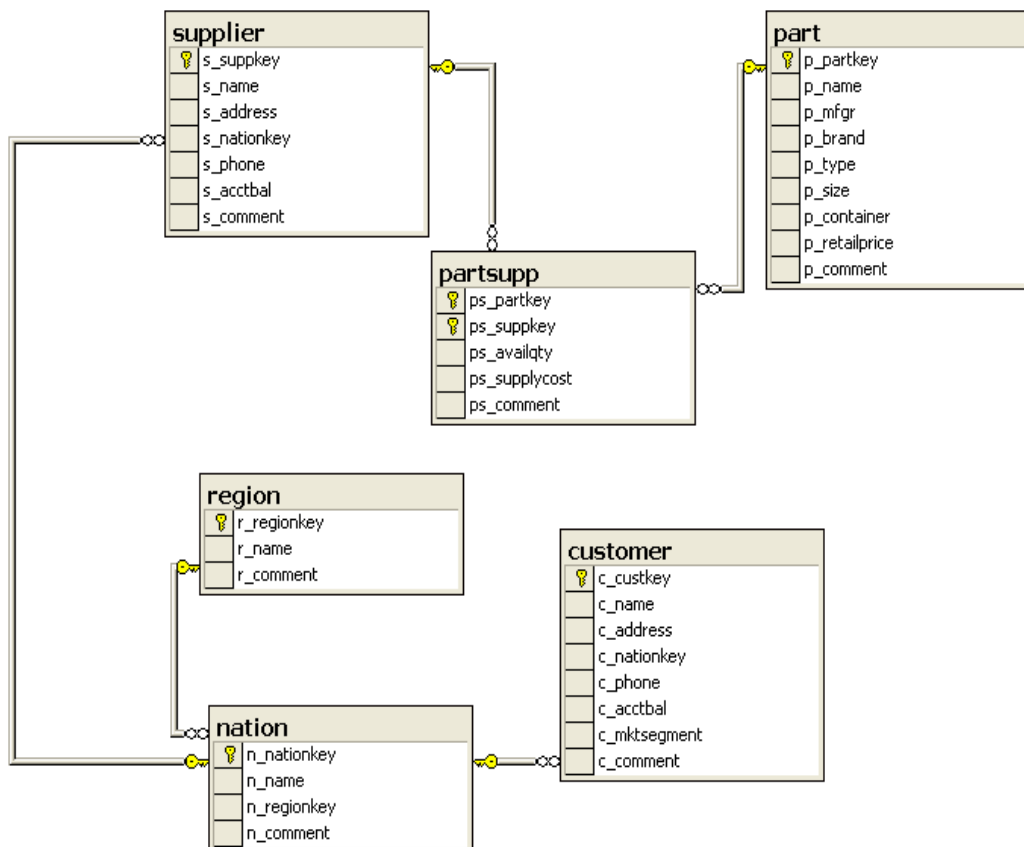 supplier
s_suppkey
s_name
s_address
s_nationkey
s_phone
s_acctbal
s_comment
part
p_partkey
p_name
p_mfgr
p_brand
p_type
p_size
p_container
p_retailprice
p_comment
partsupp
ps_partkey
ps_suppkey
ps_availqty
ps_supplycost
ps_comment
region
r_regionkey
r_name
r_comment
customer
c_custkey
c_name
c_address
c_nationkey
c_phone
c_acctbal
c_mktsegment
c_comment
nation
n_nationkey
n_name
n_regionkey
n_comment